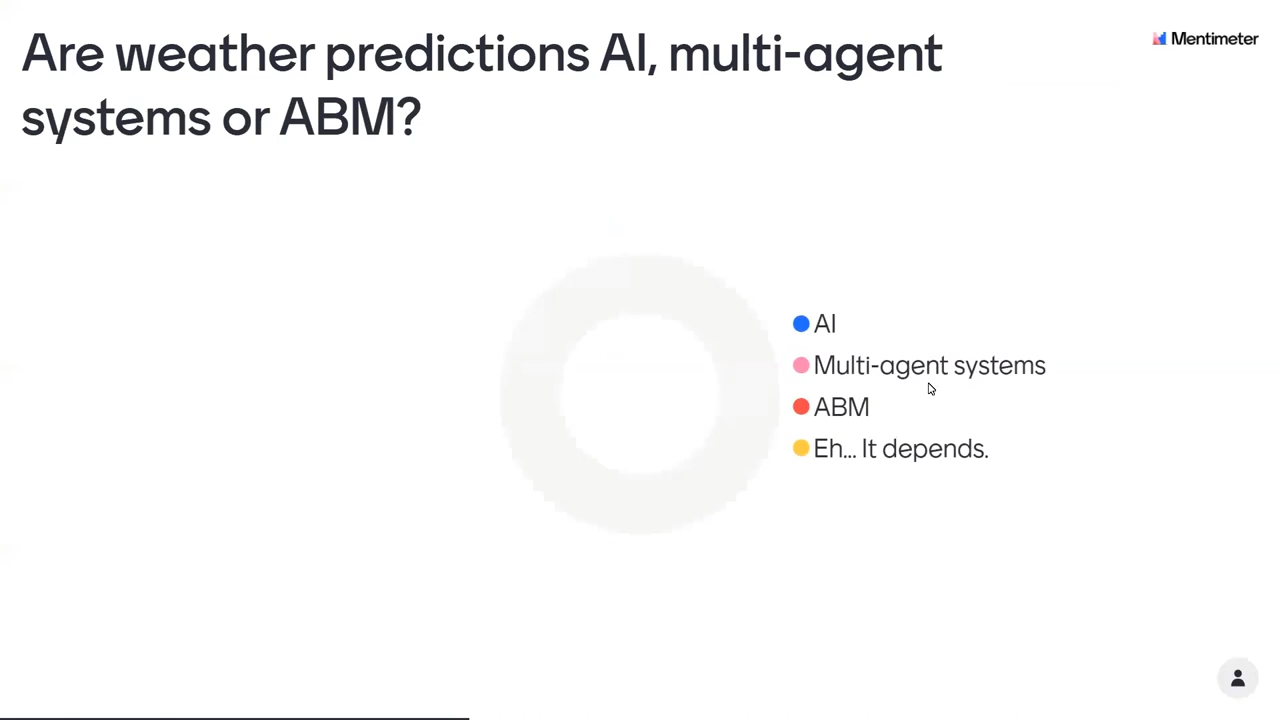 Are weather predictions AI, multi-agent
systems or ABM?
Mentimeter
AI
Multi-agent systems
ABM
Eh... It depends.